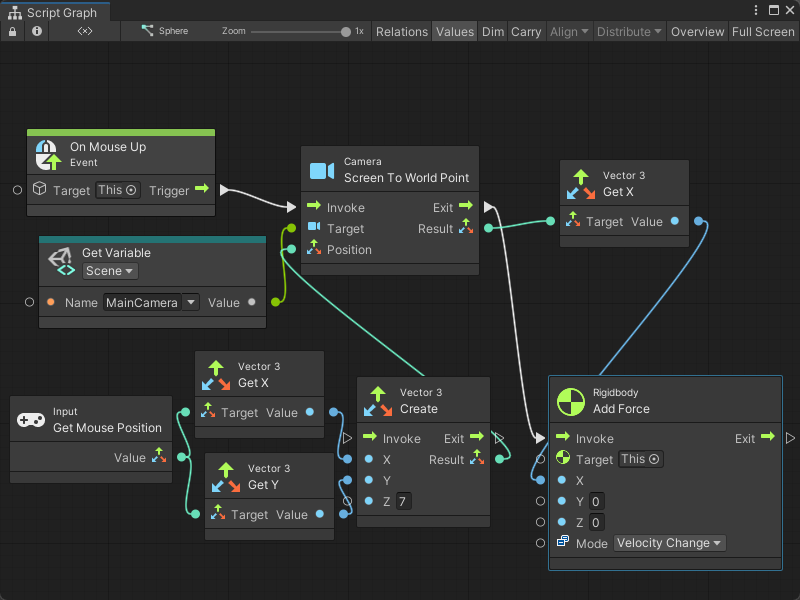 Script Graph
<×>
Sphere
Zoom
1x
Relations
Values
Dim
Carry
Align
Distribute
Overview
Full Screen
On Mouse Up
Event
Target This Trigger
Camera
Screen To World Point
Invoke Exit
Target Result
Position
Vector 3
Get X
Target Value
Get Variable
Scene
Name MainCamera Value
Vector 3
Get X
Target Value
Input
Get Mouse Position
Value
Vector 3
Get Y
Target Value
Vector 3
Create
Invoke Exit
X Result
Y
Z 7
Rigidbody
Add Force
Invoke Exit
Target This
X
Y 0
Z 0
Mode Velocity Change